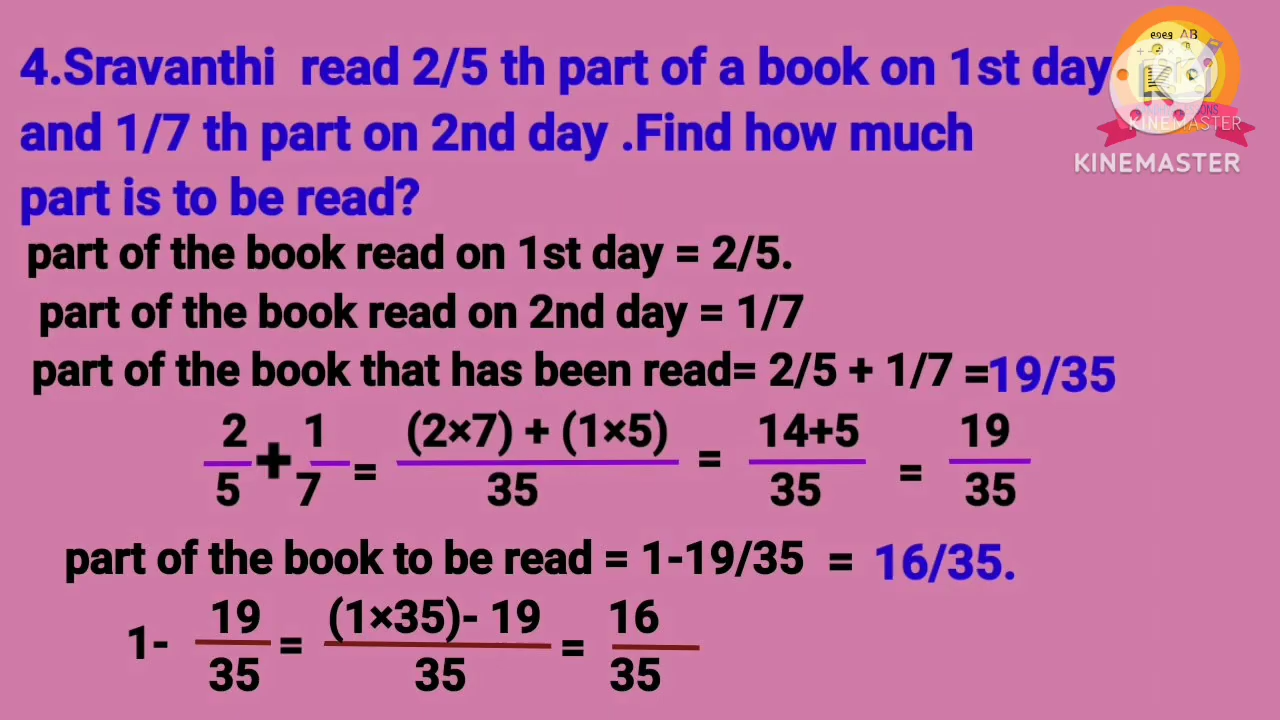 4.Sravanthi read 2/5 th part of a book on 1st day
and 1/7 th part on 2nd day .Find how much
part is to be read?
part of the book read on 1st day = 2/5.
part of the book read on 2nd day = 1/7
part of the book that has been read= 2/5 + 1/7 =19/35
2/5 + 1/7 = (2×7) + (1×5)/35 = 14+5/35 = 19/35
part of the book to be read = 1-19/35 = 16/35.
1- 19/35 = (1×35)- 19/35 = 16/35
AB
KINEMASTER
KINEMASTER